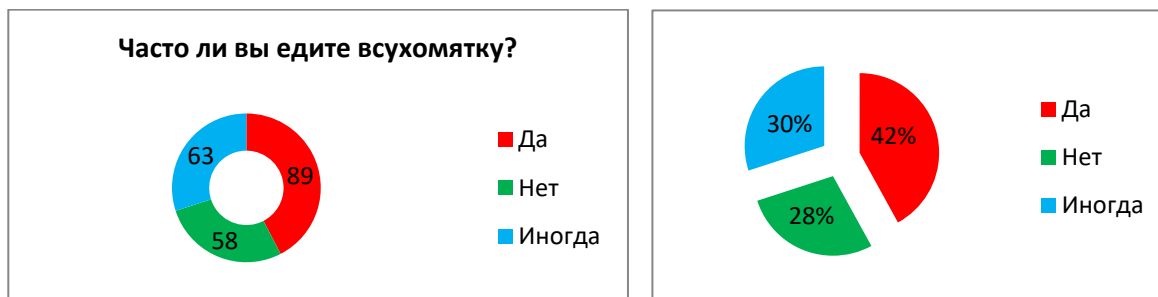 Часто ли вы едите всухомятку?
63
89
58
Да
Нет
Иногда
30%
42%
28%
Да
Нет
Иногда